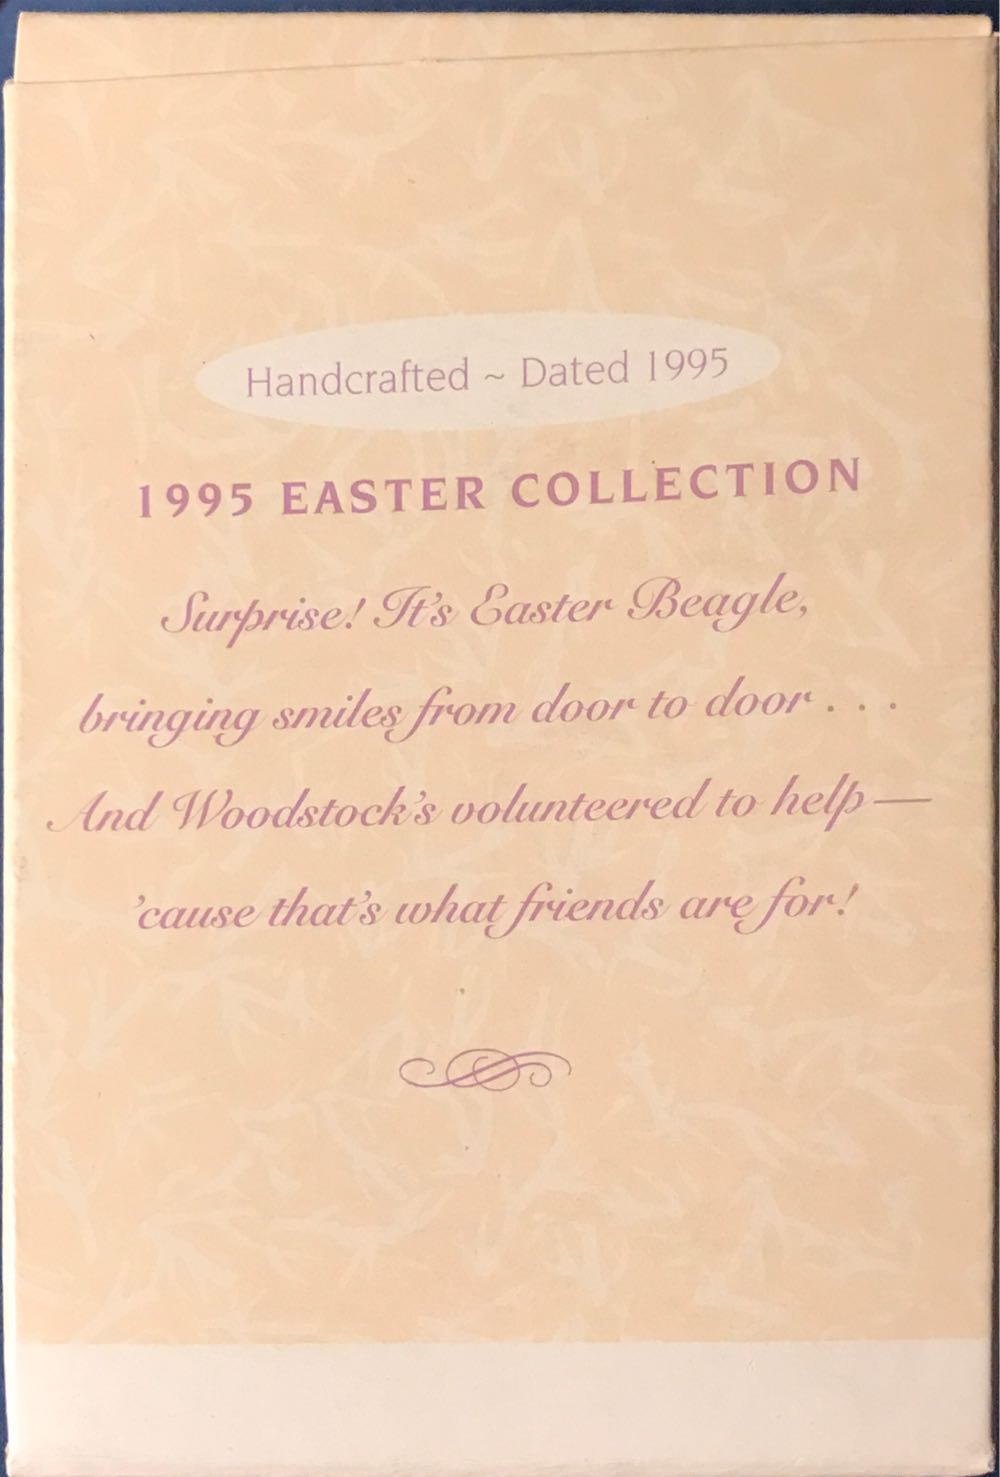 Handcrafted ~ Dated 1995
1995 EASTER COLLECTION
Surprise! It's Easter Beagle,
bringing smiles from door to door . . .
And Woodstock's volunteered to help—
'cause that's what friends are for!